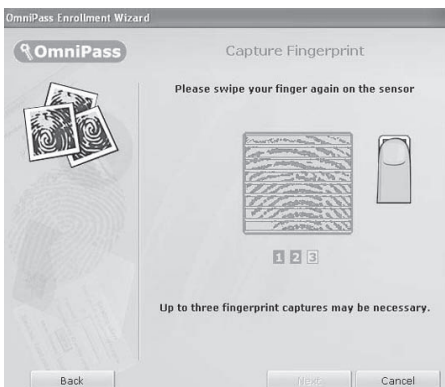 OmniPass Enrollment Wizard
OmniPass
Capture Fingerprint
Please swipe your finger again on the sensor
1 2 3
Up to three fingerprint captures may be necessary.
Back
Next
Cancel